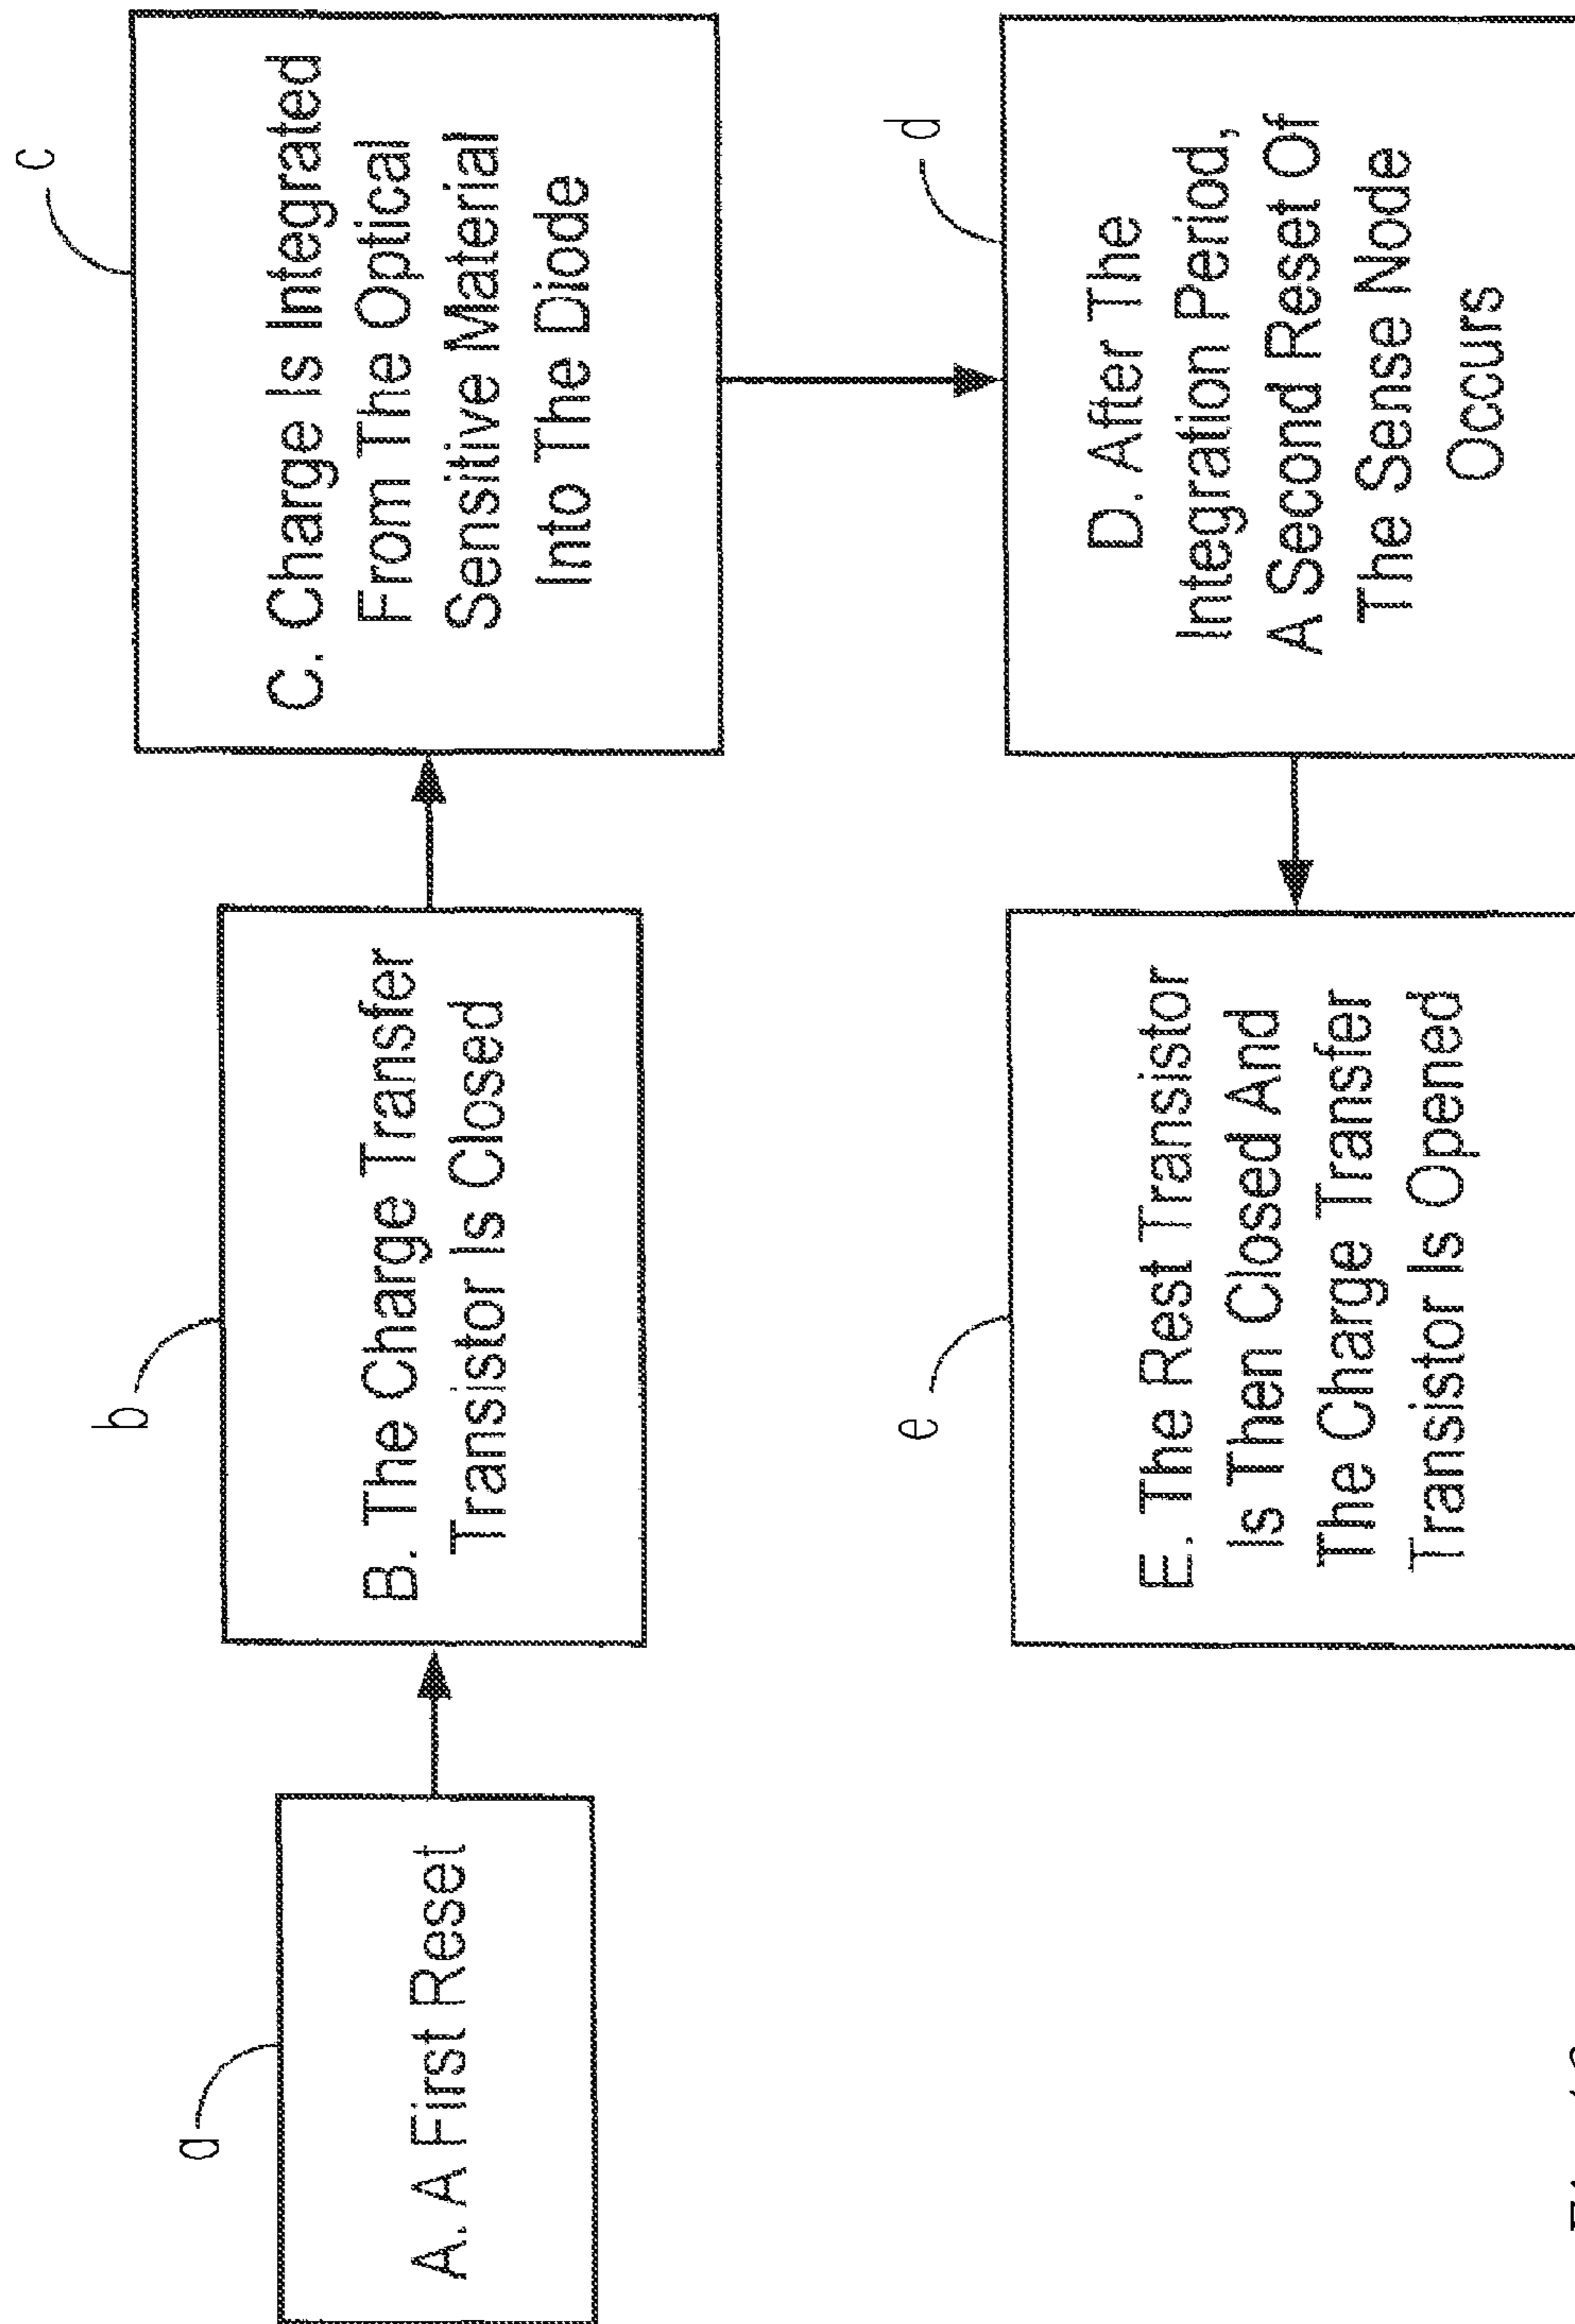 a
A. A First Reset
b
B. The Charge Transfer
Transistor Is Closed
c
C. Charge Is Integrated
From The Optical
Sensitive Material
Into The Diode
d
D. After The
Integration Period,
A Second Reset Of
The Sense Node
Occurs
e
E. The Rest Transistor
Is Then Closed And
The Charge Transfer
Transistor Is Opened